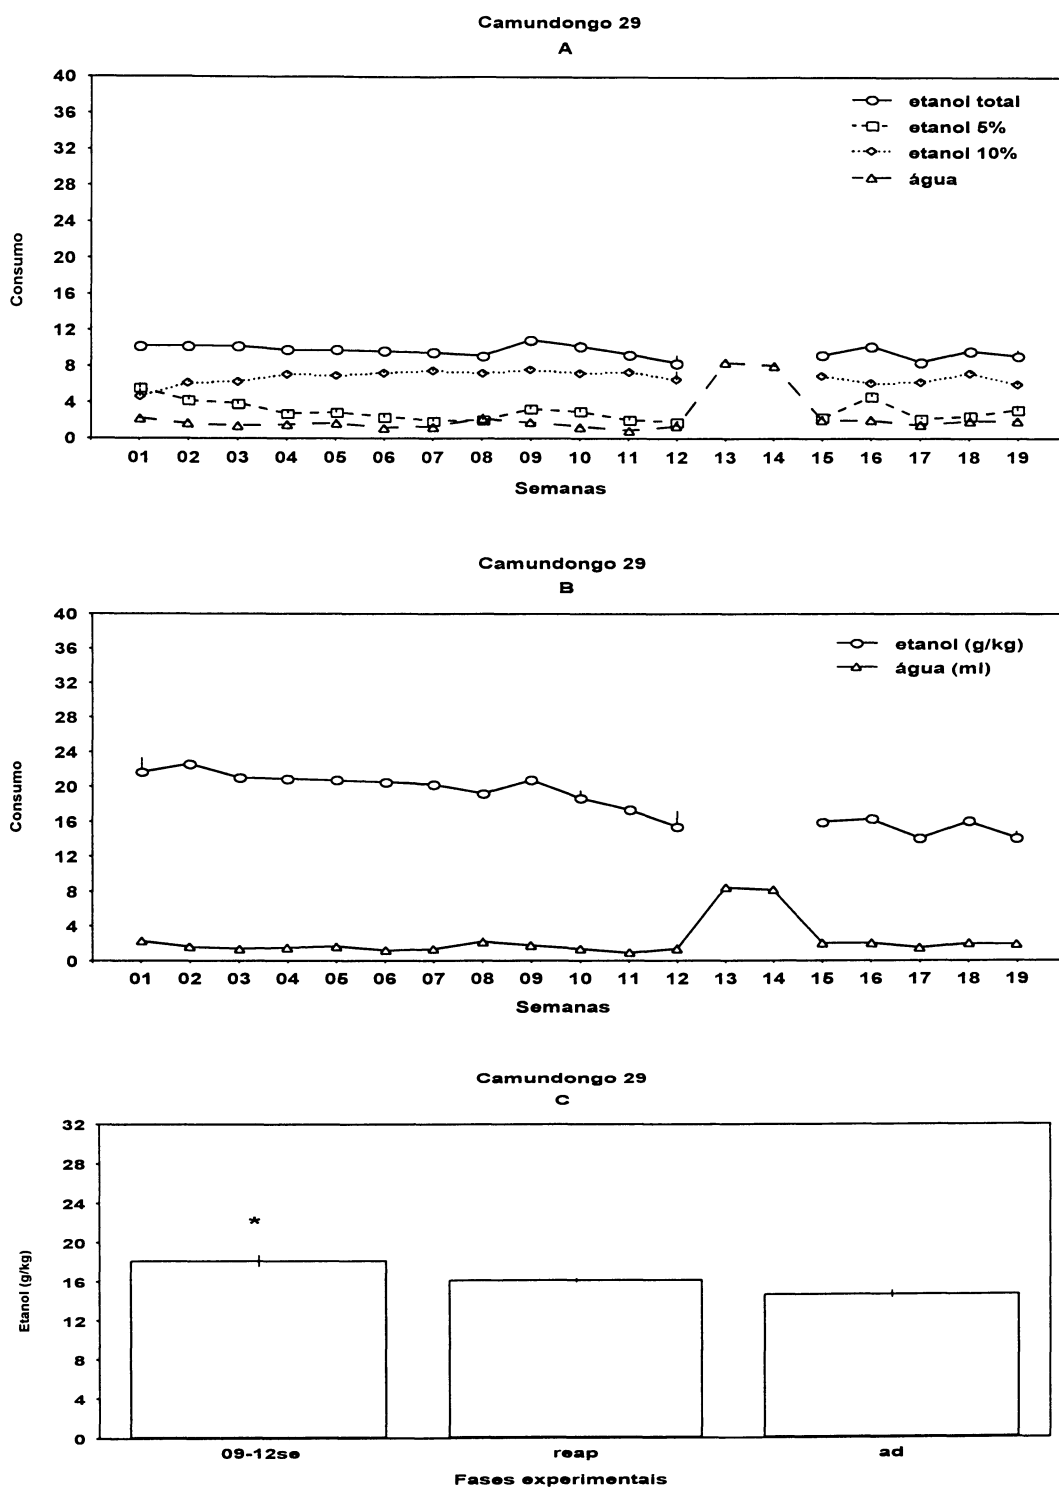 Camundongo 29
A
40
36
32
28
24
20
16
12
8
4
0
Consumo
etanol total
etanol 5%
etanol 10%
água
01 02 03 04 05 06 07 08 09 10 11 12 13 14 15 16 17 18 19
Semanas
Camundongo 29
B
40
36
32
28
24
20
16
12
8
4
0
Consumo
etanol (g/kg)
água (ml)
01 02 03 04 05 06 07 08 09 10 11 12 13 14 15 16 17 18 19
Semanas
Camundongo 29
C
32
28
24
20
16
12
8
4
0
Etanol (g/kg)
*
09-12se reap ad
Fases experimentais